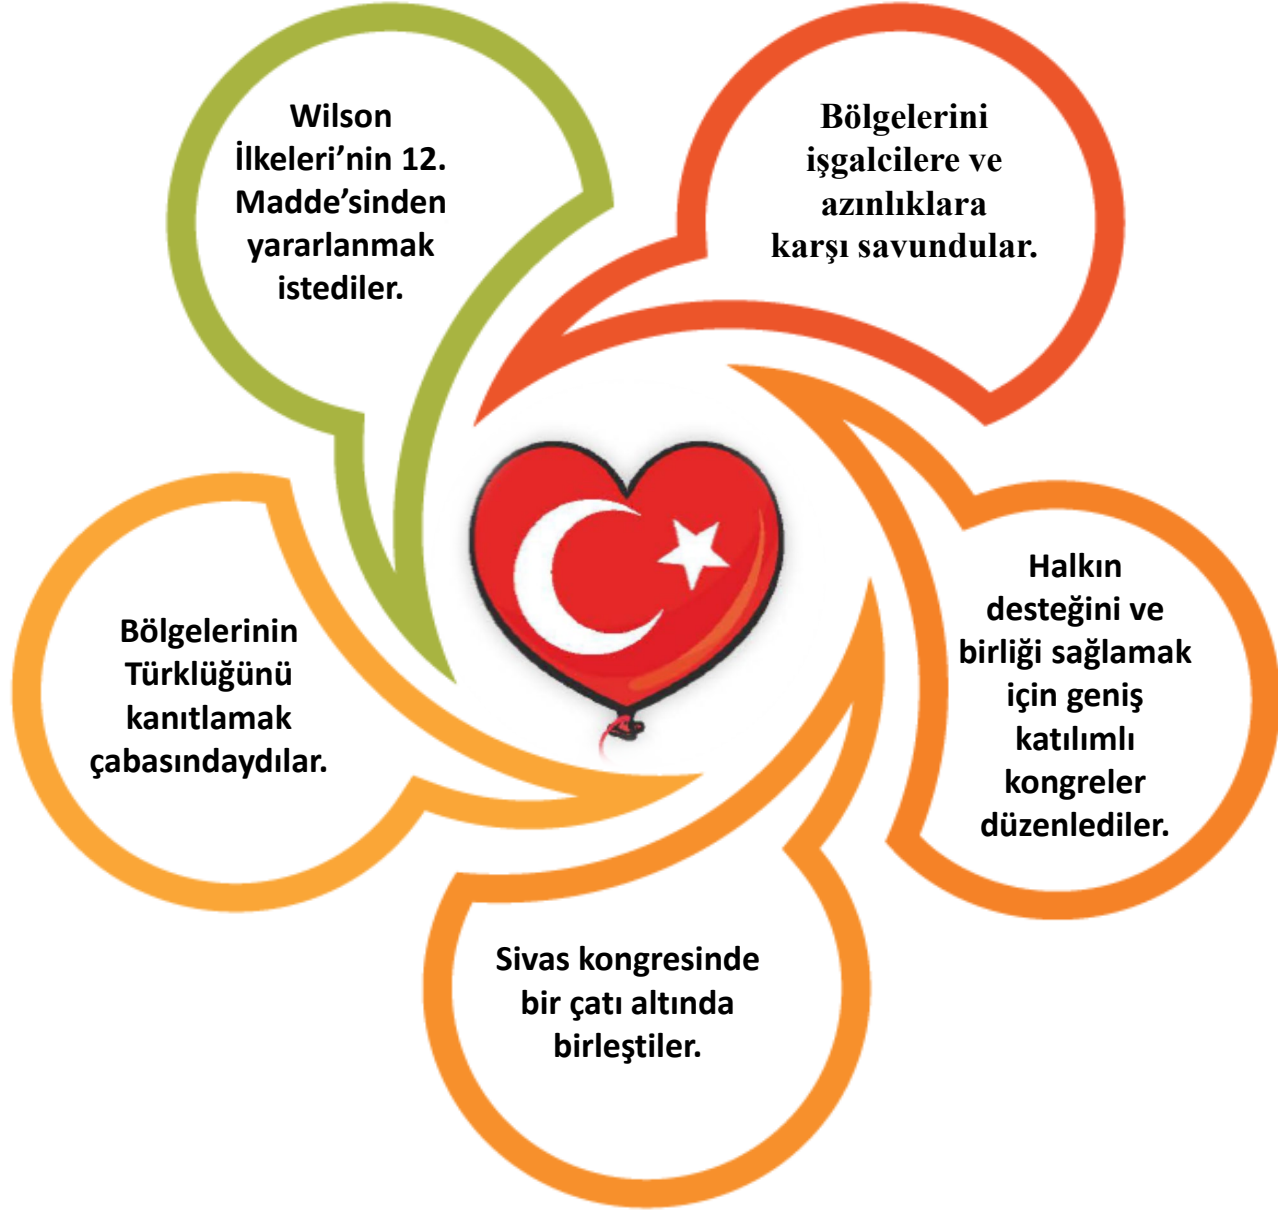 Wilson
İlkeleri’nin 12.
Madde’sinden
yararlanmak
istediler.
Bölgelerini
işgalcilere ve
azınlıklara
karşı savundular.
Halkın
desteğini ve
birliği sağlamak
için geniş
katılımlı
kongreler
düzenlediler.
Sivas kongresinde
bir çatı altında
birleştiler.
Bölgelerinin
Türklüğünü
kanıtlamak
çabasındaydılar.